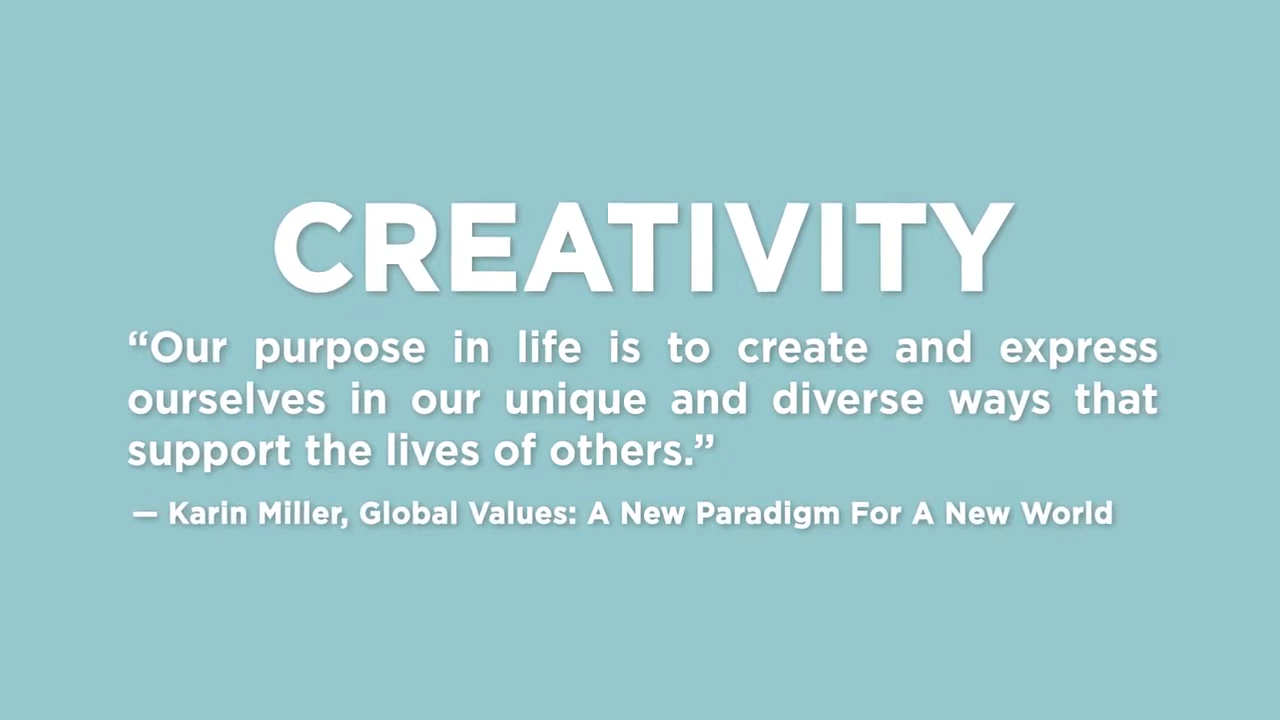 CREATIVITY
“Our purpose in life is to create and express
ourselves in our unique and diverse ways that
support the lives of others.”
— Karin Miller, Global Values: A New Paradigm For A New World